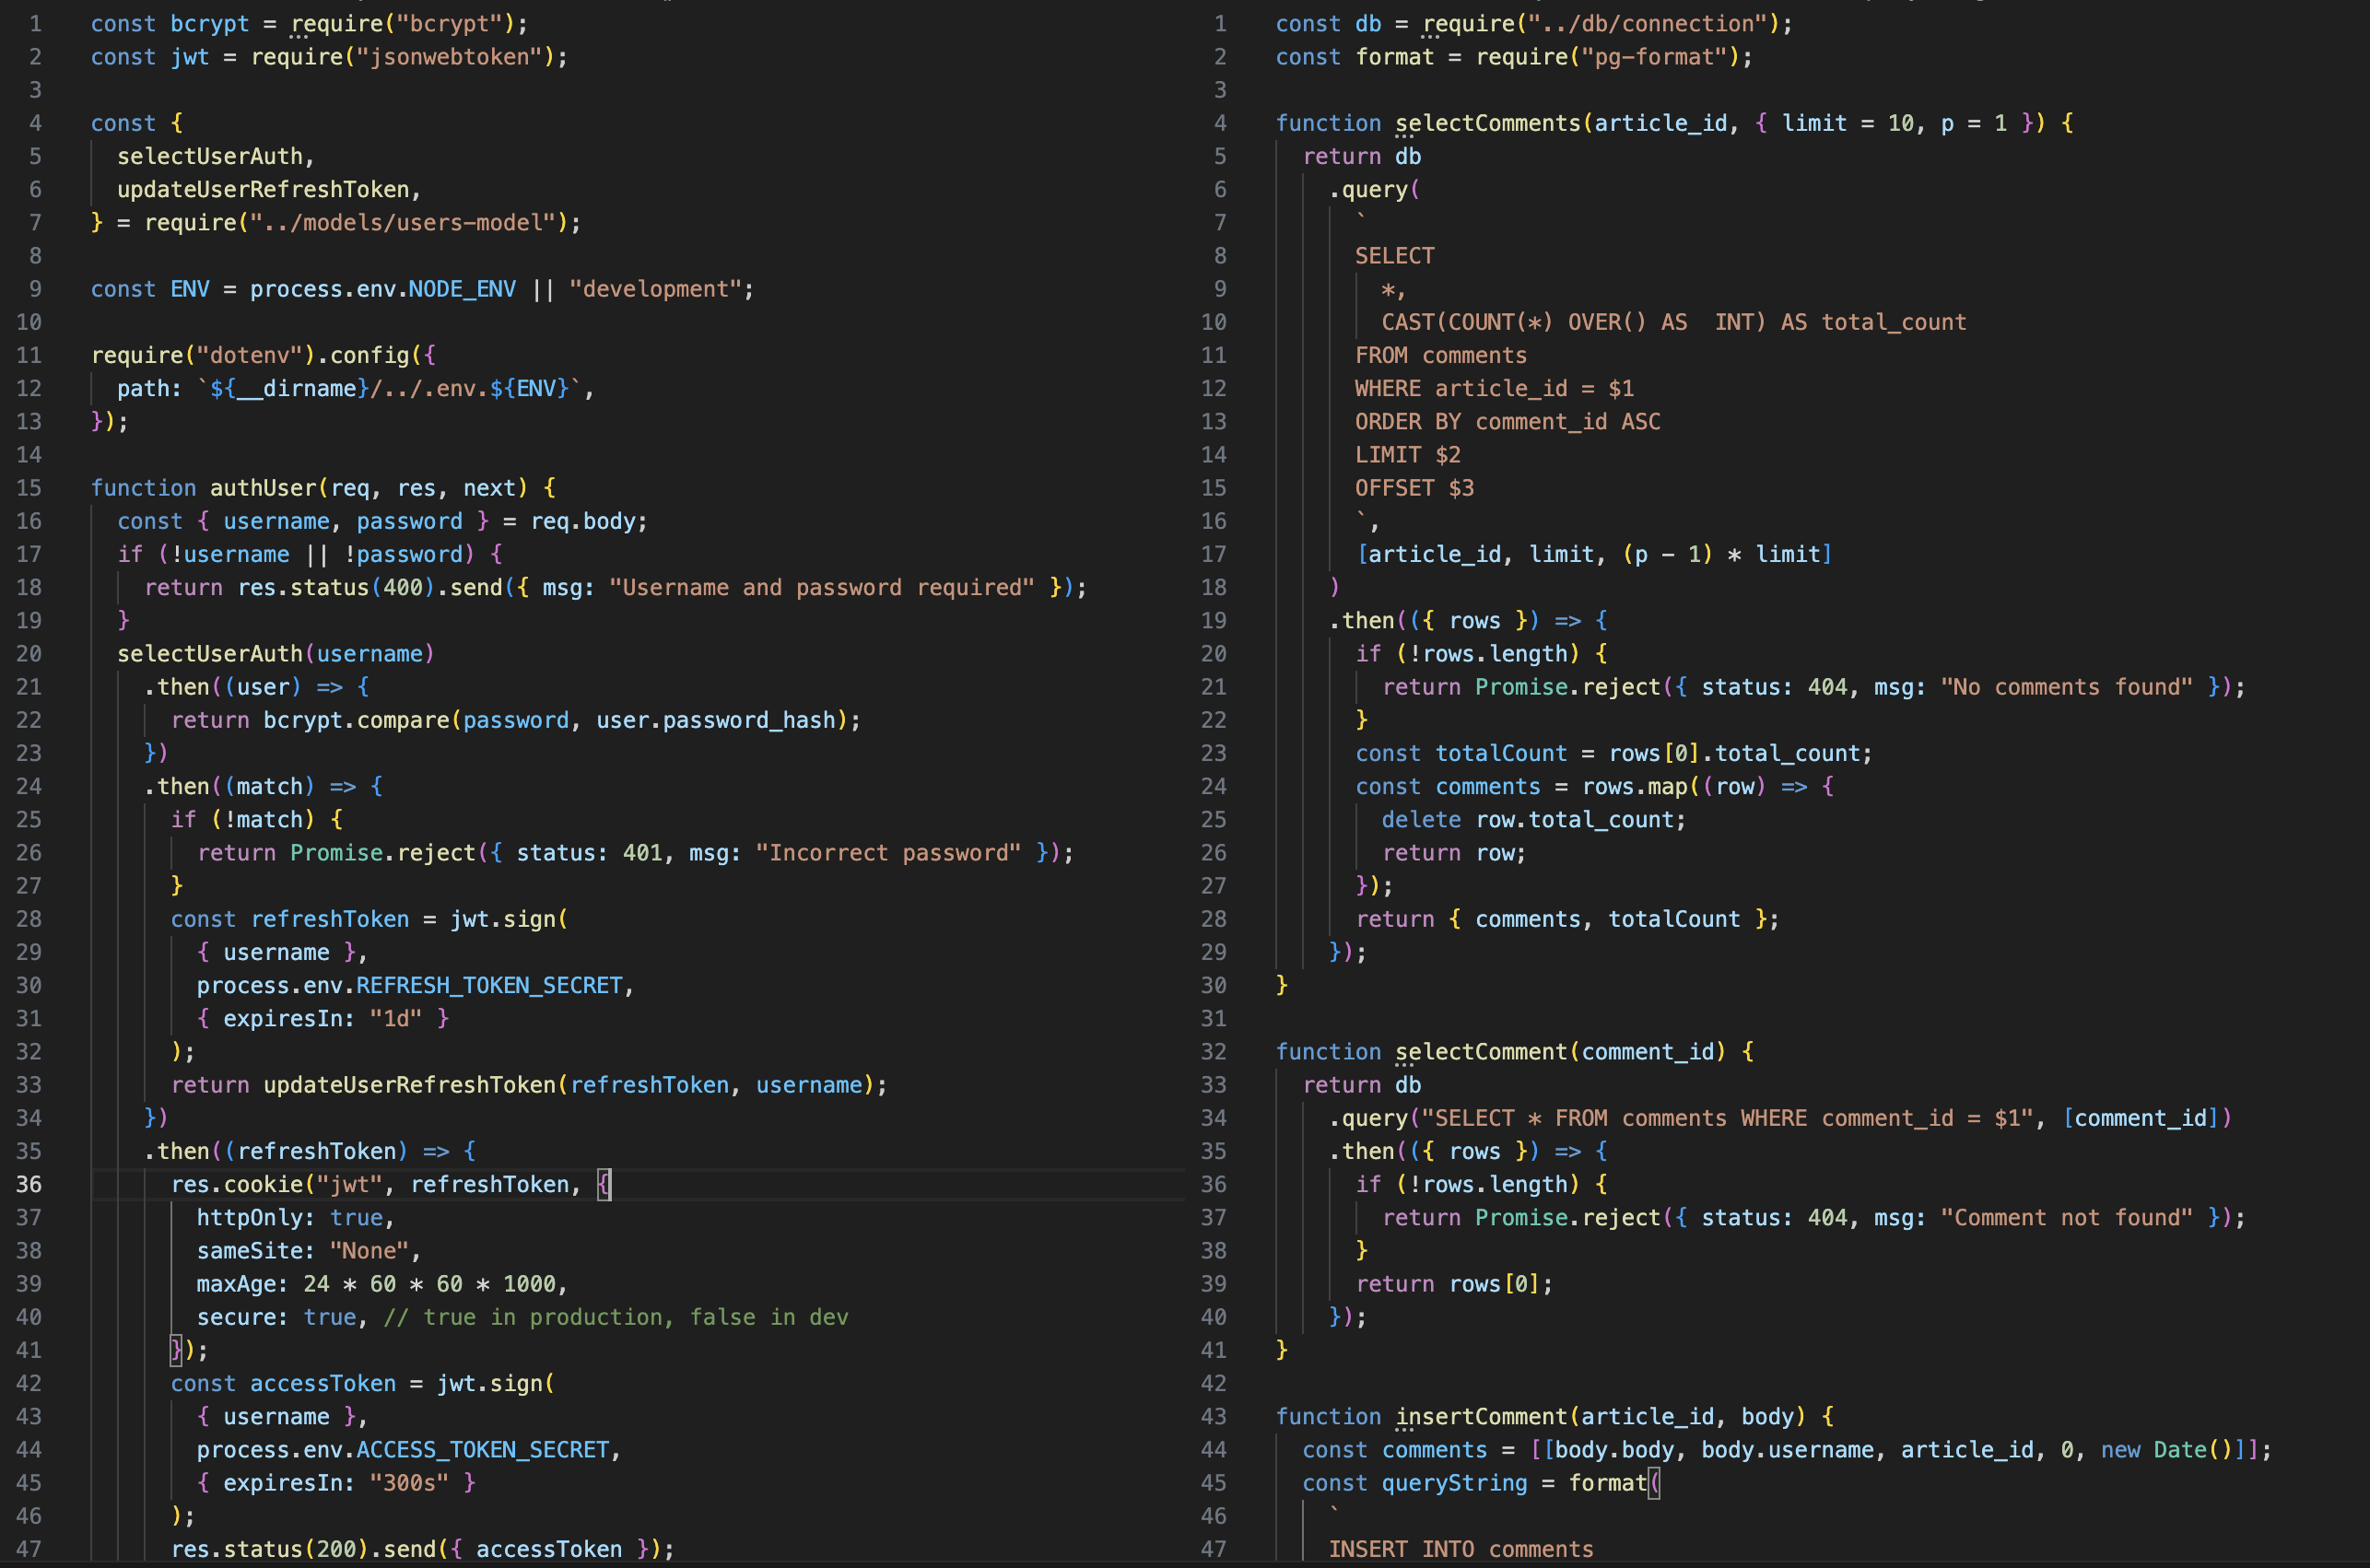 1 const bcrypt = require("bcrypt");
2 const jwt = require("jsonwebtoken");
3
4 const {
5 selectUserAuth,
6 updateUserRefreshToken,
7 } = require("../models/users-model");
8
9 const ENV = process.env.NODE_ENV || "development";
10
11 require("dotenv").config({
12 path: `${__dirname}/../.env.${ENV}`,
13 });
14
15 function authUser(req, res, next) {
16 const { username, password } = req.body;
17 if (!username || !password) {
18 return res.status(400).send({ msg: "Username and password required" });
19 }
20 selectUserAuth(username)
21 .then((user) => {
22 return bcrypt.compare(password, user.password_hash);
23 })
24 .then((match) => {
25 if (!match) {
26 return Promise.reject({ status: 401, msg: "Incorrect password" });
27 }
28 const refreshToken = jwt.sign(
29 { username },
30 process.env.REFRESH_TOKEN_SECRET,
31 { expiresIn: "1d" }
32 );
33 return updateUserRefreshToken(refreshToken, username);
34 })
35 .then((refreshToken) => {
36 res.cookie("jwt", refreshToken, {
37 httpOnly: true,
38 sameSite: "None",
39 maxAge: 24 * 60 * 60 * 1000,
40 secure: true, // true in production, false in dev
41 });
42 const accessToken = jwt.sign(
43 { username },
44 process.env.ACCESS_TOKEN_SECRET,
45 { expiresIn: "300s" }
46 );
47 res.status(200).send({ accessToken });
1 const db = require("../db/connection");
2 const format = require("pg-format");
3
4 function selectComments(article_id, { limit = 10, p = 1 }) {
5 return db
6 .query(
7 `
8 SELECT
9 *,
10 CAST(COUNT(*) OVER() AS  INT) AS total_count
11 FROM comments
12 WHERE article_id = $1
13 ORDER BY comment_id ASC
14 LIMIT $2
15 OFFSET $3
16 `,
17 [article_id, limit, (p - 1) * limit]
18 )
19 .then(({ rows }) => {
20 if (!rows.length) {
21 return Promise.reject({ status: 404, msg: "No comments found" });
22 }
23 const totalCount = rows[0].total_count;
24 const comments = rows.map((row) => {
25 delete row.total_count;
26 return row;
27 });
28 return { comments, totalCount };
29 });
30 }
31
32 function selectComment(comment_id) {
33 return db
34 .query("SELECT * FROM comments WHERE comment_id = $1", [comment_id])
35 .then(({ rows }) => {
36 if (!rows.length) {
37 return Promise.reject({ status: 404, msg: "Comment not found" });
38 }
39 return rows[0];
40 });
41 }
42
43 function insertComment(article_id, body) {
44 const comments = [[body.body, body.username, article_id, 0, new Date()]];
45 const queryString = format(
46 `
47 INSERT INTO comments